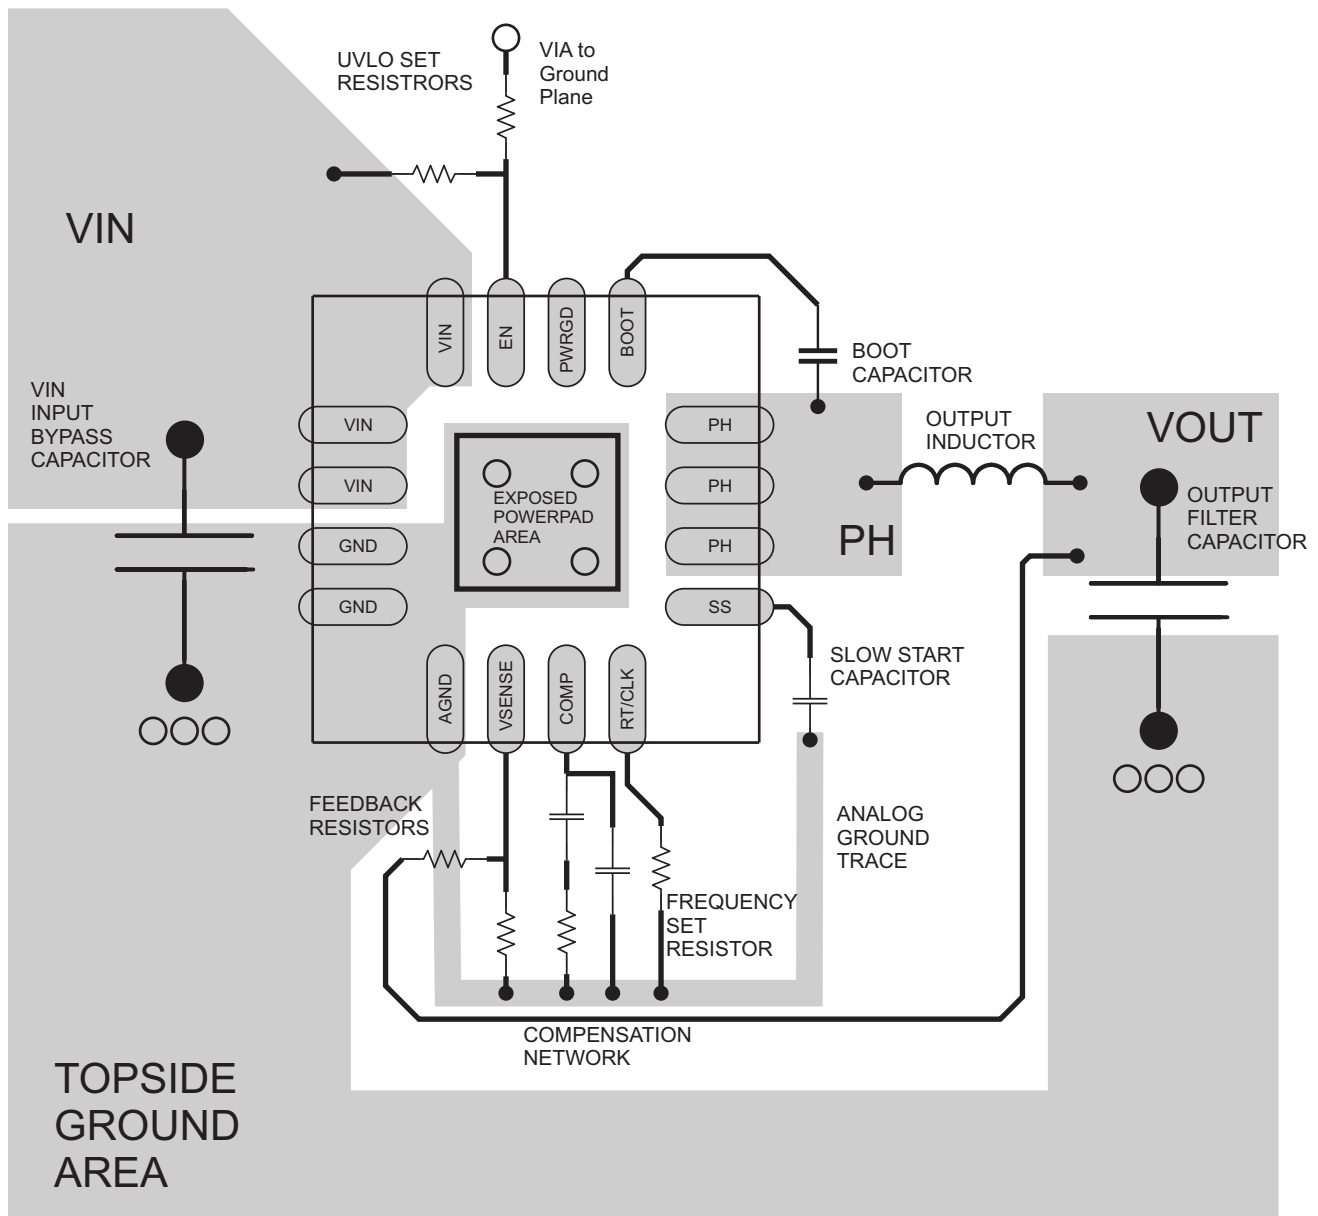 UVLO SET
RESISTRORS
VIA to
Ground
Plane
VIN
VIN
EN
PWRGD
BOOT
BOOT
CAPACITOR
VIN
INPUT
BYPASS
CAPACITOR
VIN
VIN
GND
GND
EXPOSED
POWERPAD
AREA
PH
PH
PH
SS
PH
OUTPUT
INDUCTOR
VOUT
OUTPUT
FILTER
CAPACITOR
AGND
VSENSE
COMP
RT/CLK
SLOW START
CAPACITOR
FEEDBACK
RESISTORS
ANALOG
GROUND
TRACE
FREQUENCY
SET
RESISTOR
COMPENSATION
NETWORK
TOPSIDE
GROUND
AREA